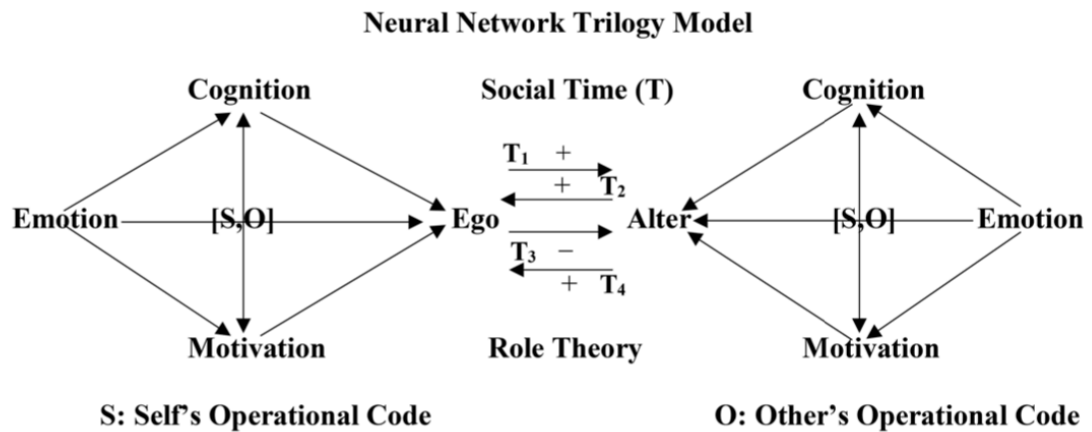 Neural Network Trilogy Model
Cognition Social Time (T) Cognition
T₁ +
+ T₂
Emotion [S,O] Ego Alter [S,O] Emotion
T₃ −
+ T₄
Motivation Role Theory Motivation
S: Self's Operational Code O: Other's Operational Code